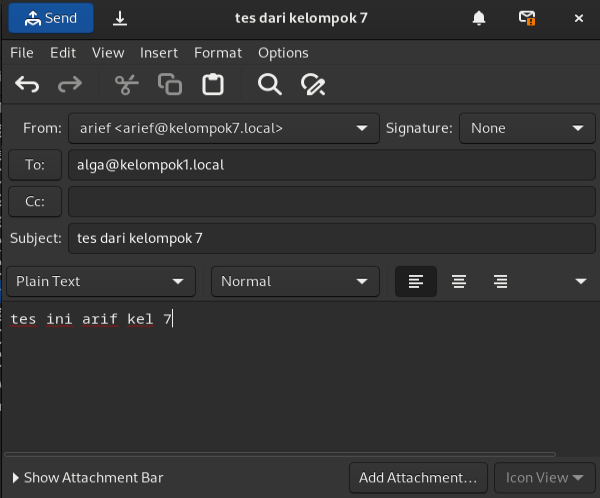 Send
tes dari kelompok 7
File Edit View Insert Format Options
From: arief <arief@kelompok7.local> Signature: None
To: alga@kelompok1.local
Cc:
Subject: tes dari kelompok 7
Plain Text Normal
tes ini arif kel 7
Show Attachment Bar Add Attachment... Icon View